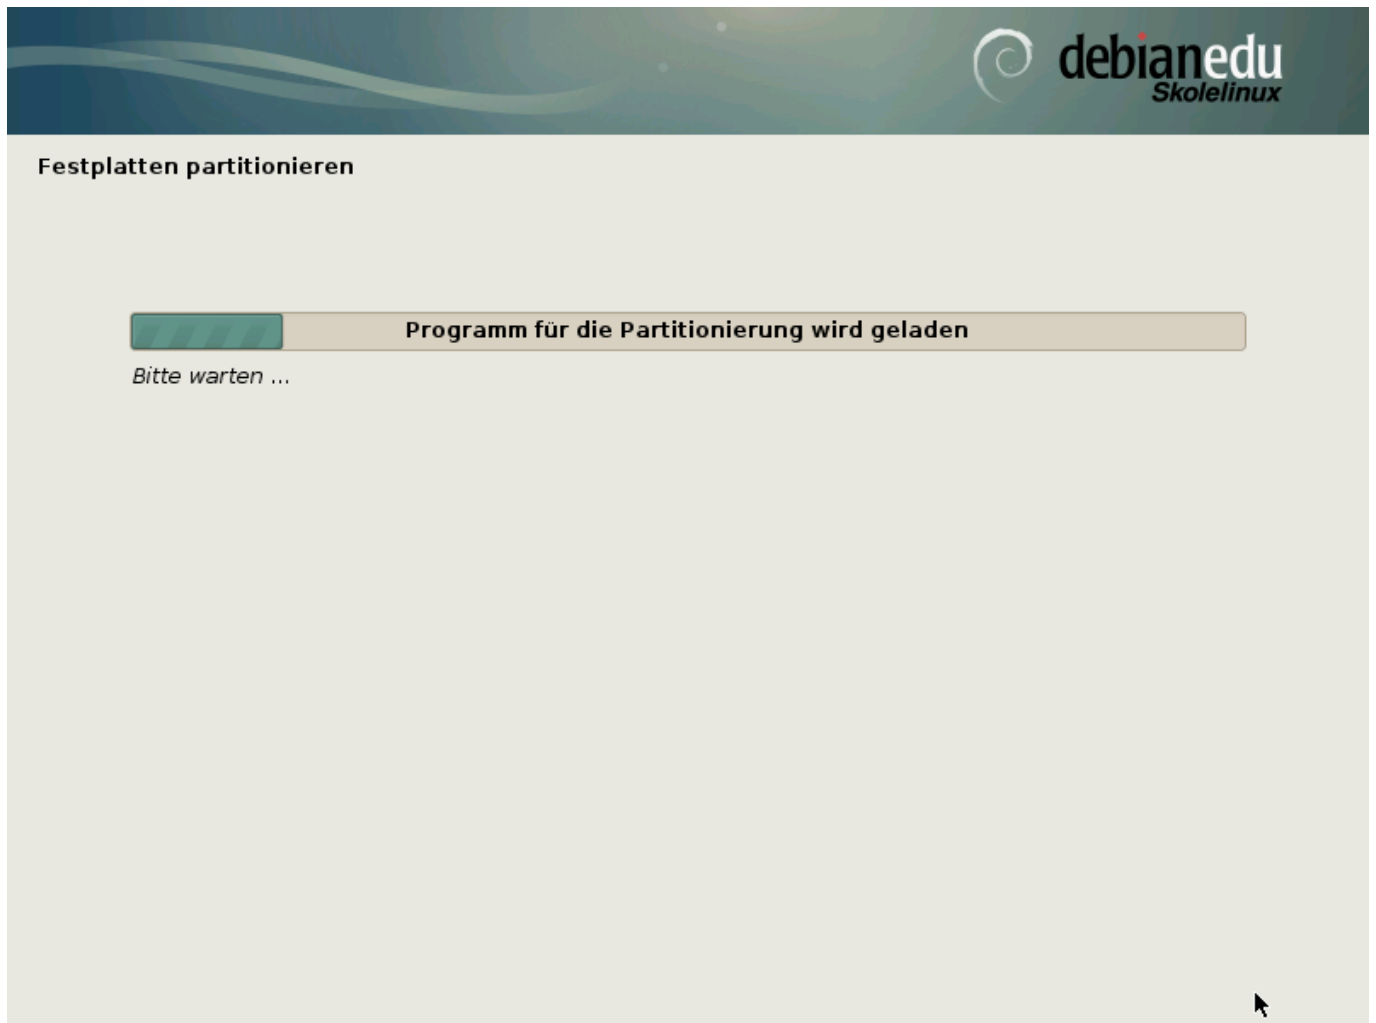 debianedu
Skolelinux
Festplatten partitionieren
Programm für die Partitionierung wird geladen
Bitte warten ...